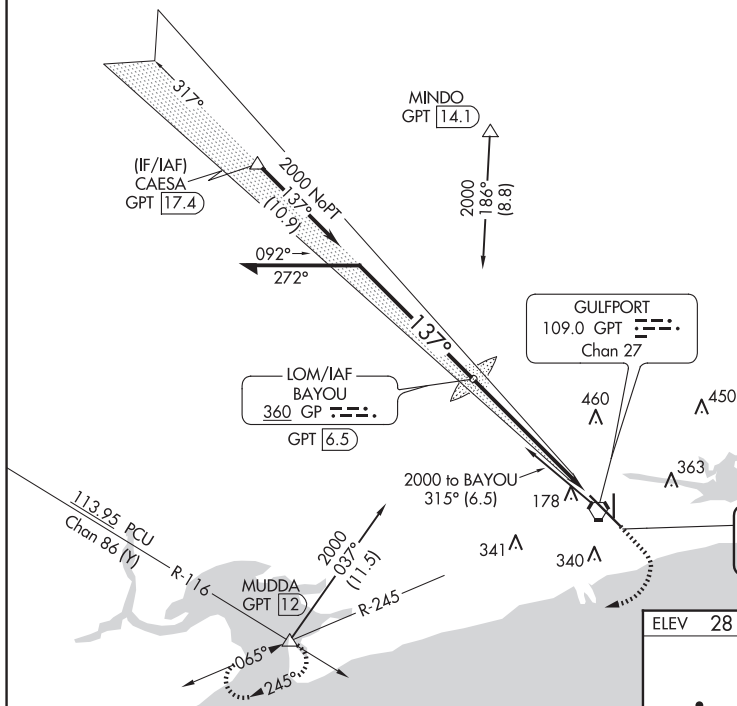 317°
MINDO
GPT 14.1
(IF/IAF)
CAESA
GPT 17.4
2000 NoPT
137°
(10.9)
2000
186°
(8.8)
092°
272°
137°
GULFPORT
109.0 GPT
Chan 27
LOM/IAF
BAYOU
360 GP
GPT 6.5
460
450
363
2000 to BAYOU
315° (6.5)
178
341
340
113.95 PCU
Chan 86 (Y)
R-116
2000
037°
(11.5)
MUDDA
GPT 12
R-245
065°
245°
ELEV 28